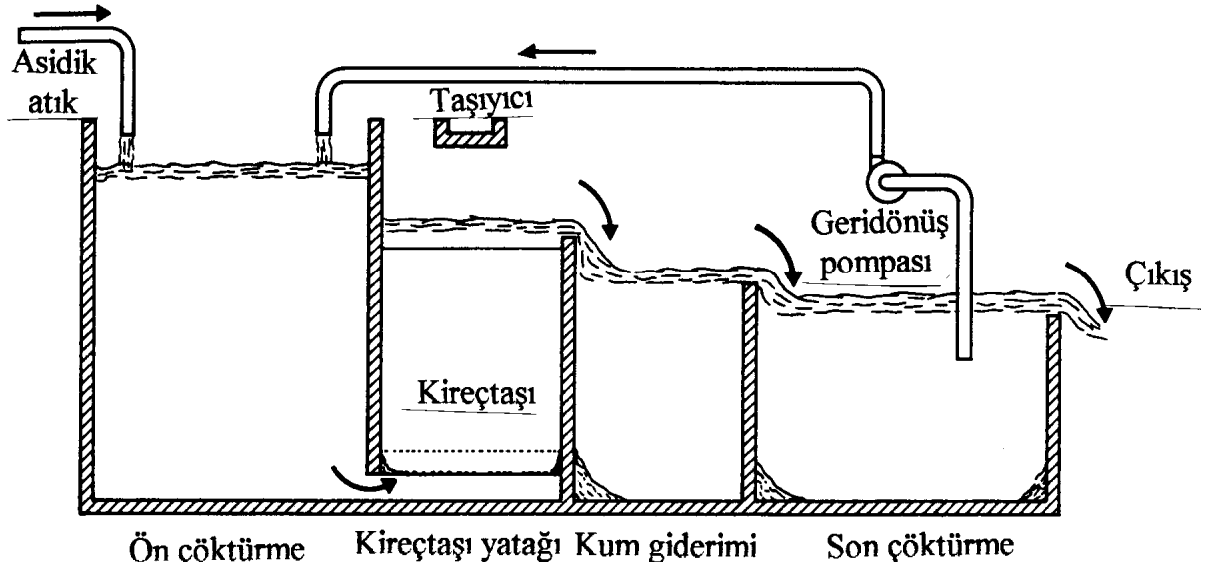 Asidik
atık
Taşıyıcı
Geridönüş
pompası
Çıkış
Kireçtaşı
Ön çöktürme
Kireçtaşı yatağı
Kum giderimi
Son çöktürme